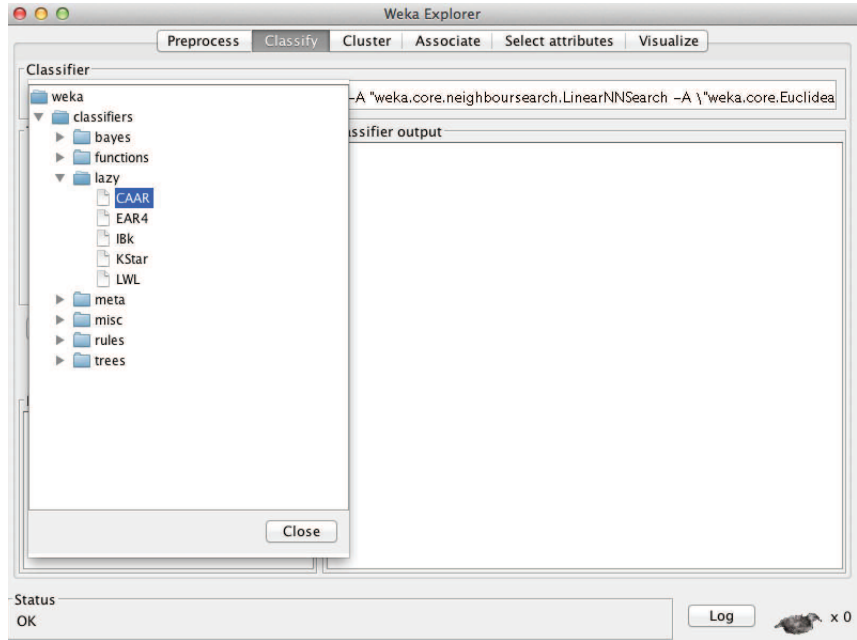 Weka Explorer
Preprocess Classify Cluster Associate Select attributes Visualize
Classifier
-A "weka.core.neighboursearch.LinearNNSearch -A \"weka.core.Euclidea
weka
classifiers
bayes
functions
lazy
CAAR
EAR4
IBk
KStar
LWL
meta
misc
rules
trees
Close
assifier output
Status
OK
Log
x 0